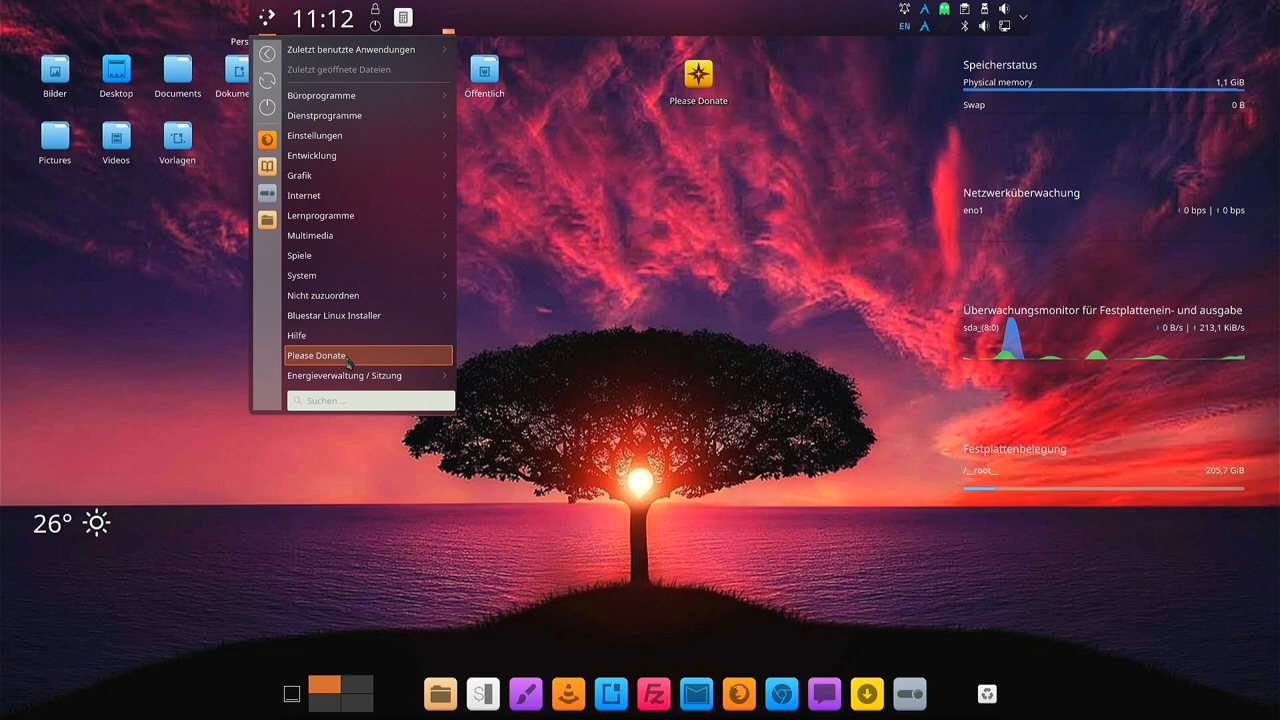 11:12
EN
Pers
Bilder
Desktop
Documents
Dokume
Öffentlich
Pictures
Videos
Vorlagen
Please Donate
Zuletzt benutzte Anwendungen
Zuletzt geöffnete Dateien
Büroprogramme
Dienstprogramme
Einstellungen
Entwicklung
Grafik
Internet
Lernprogramme
Multimedia
Spiele
System
Nicht zuzuordnen
Bluestar Linux Installer
Hilfe
Please Donate
Energieverwaltung / Sitzung
Suchen ...
Speicherstatus
Physical memory 1,1 GiB
Swap 0 B
Netzwerküberwachung
eno1 0 bps | 0 bps
Überwachungsmonitor für Festplattenein- und ausgabe
sda_(8:0) 0 B/s | 213,1 KiB/s
Festplattenbelegung
/__root__ 205,7 GiB
26°
$
Fz